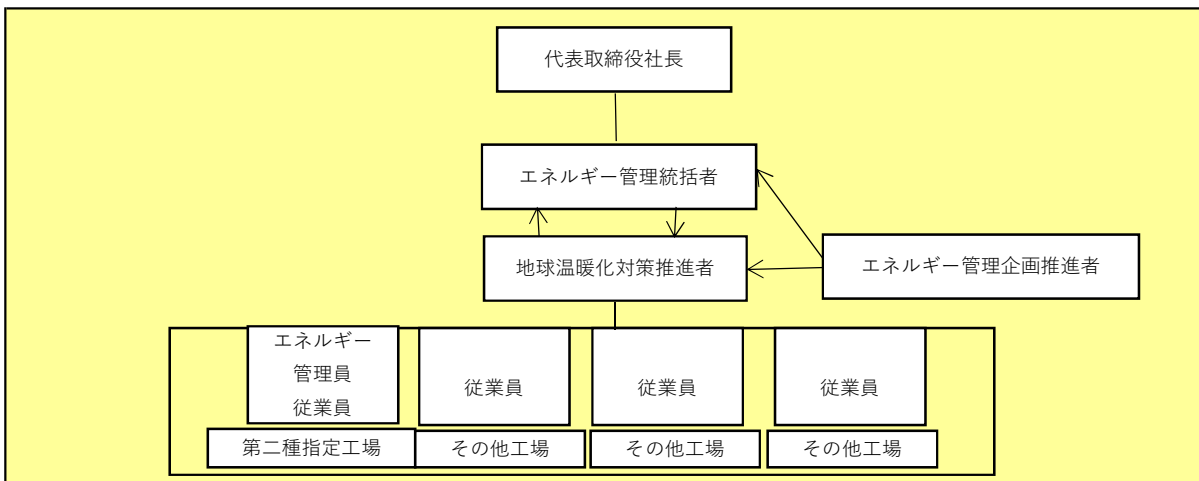 代表取締役社長
エネルギー管理統括者
地球温暖化対策推進者
エネルギー管理企画推進者
エネルギー
管理員
従業員
従業員
従業員
従業員
第二種指定工場
その他工場
その他工場
その他工場